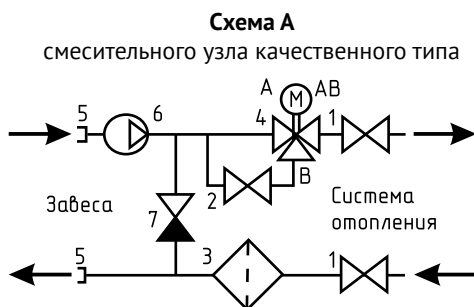 Схема А
смесительного узла качественного типа
А
М
АВ
5
6
4
1
2
В
Завеса
7
Система
отопления
5
3
1